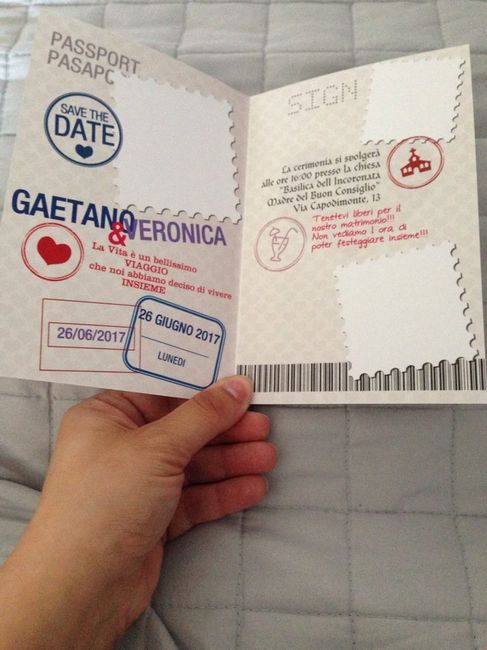 PASSPORT
PASAPO
SAVE THE
DATE
GAETANO
& VERONICA
La Vita è un bellissimo
VIAGGIO
che noi abbiamo deciso di vivere
INSIEME
26/06/2017
26 GIUGNO 2017
LUNEDI
SIGN
La cerimonia si svolgerà
alle ore 16:00 presso la chiesa
"Basilica dell Incoronata
Madre del Buon Consiglio"
Via Capodimonte, 13
Tenetevi liberi per il
nostro matrimonio!!!
Non vediamo l ora di
poter festeggiare insieme!!!